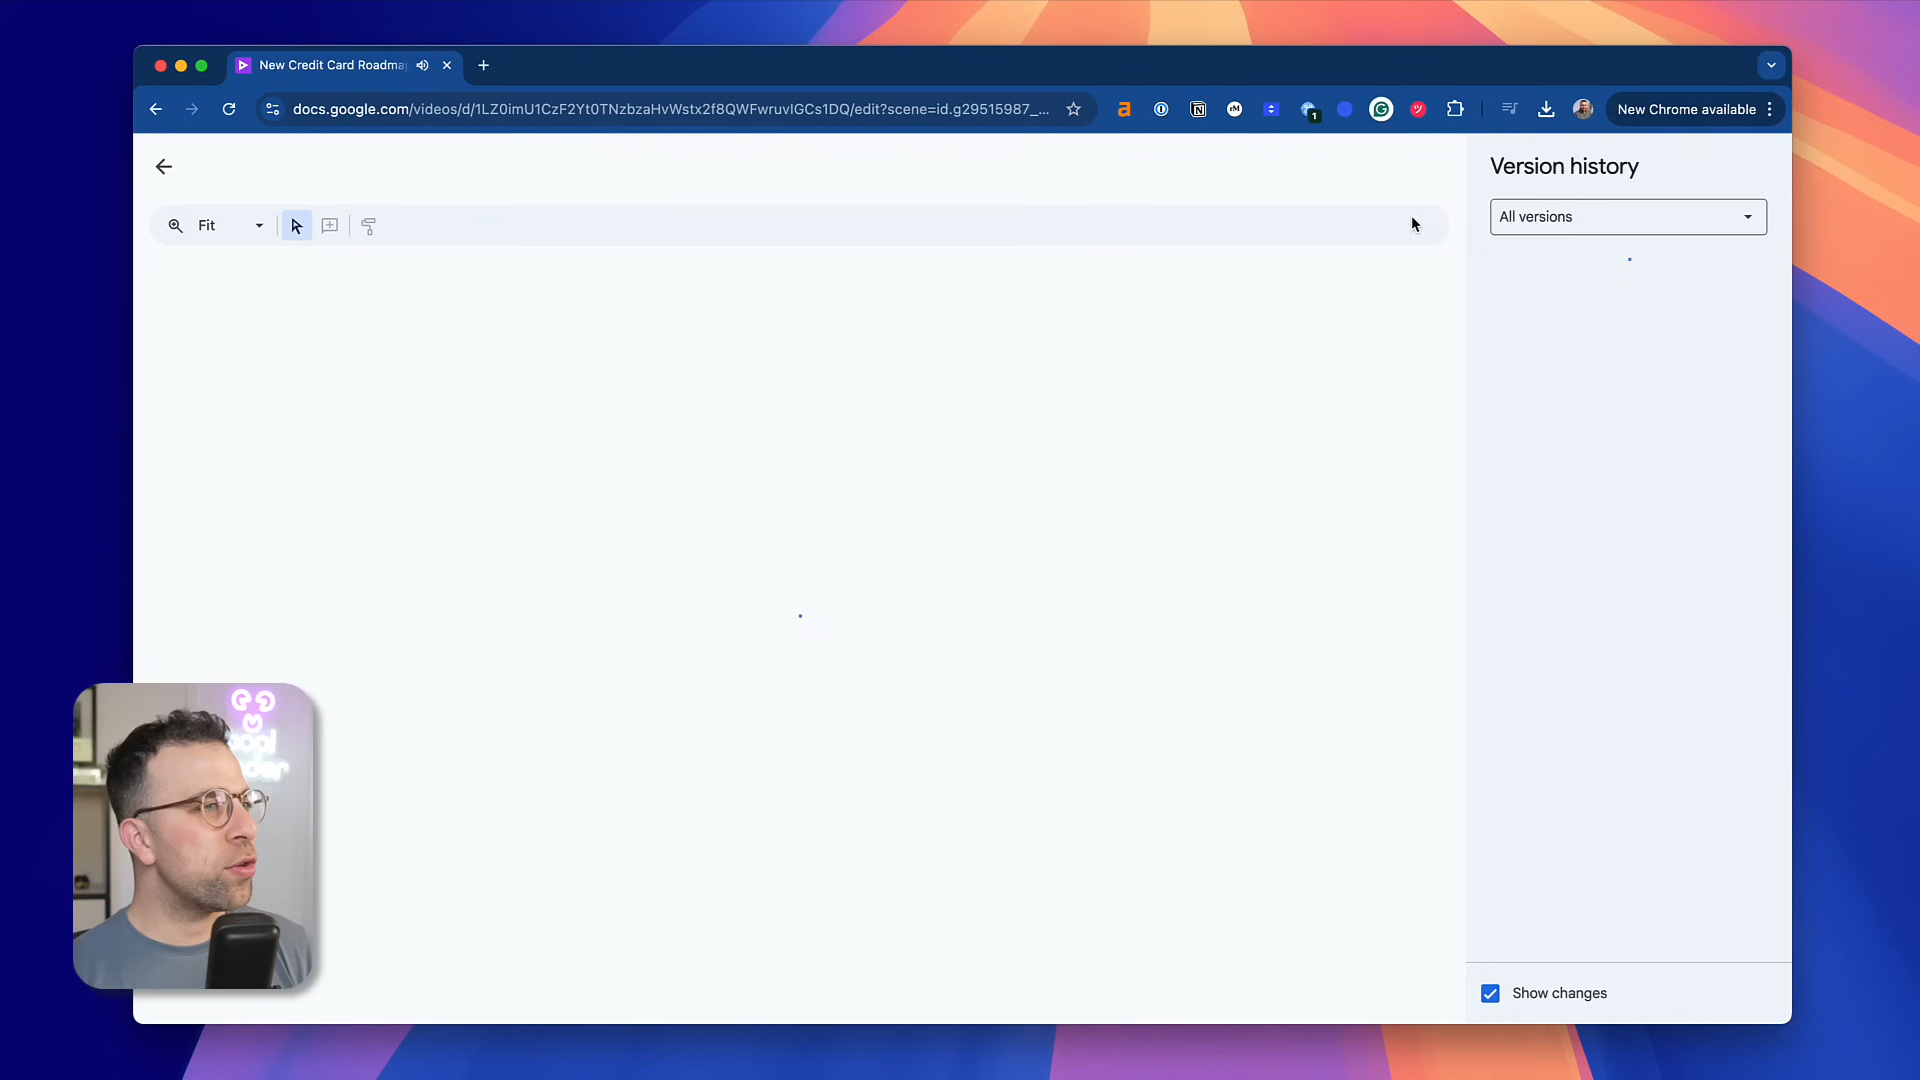 New Credit Card Roadma
docs.google.com/videos/d/1LZ0imU1CzF2Yt0TNzbzaHvWstx2f8QWFwruvIGCs1DQ/edit?scene=id.g29515987_...
1
New Chrome available
Version history
All versions
Fit
Show changes